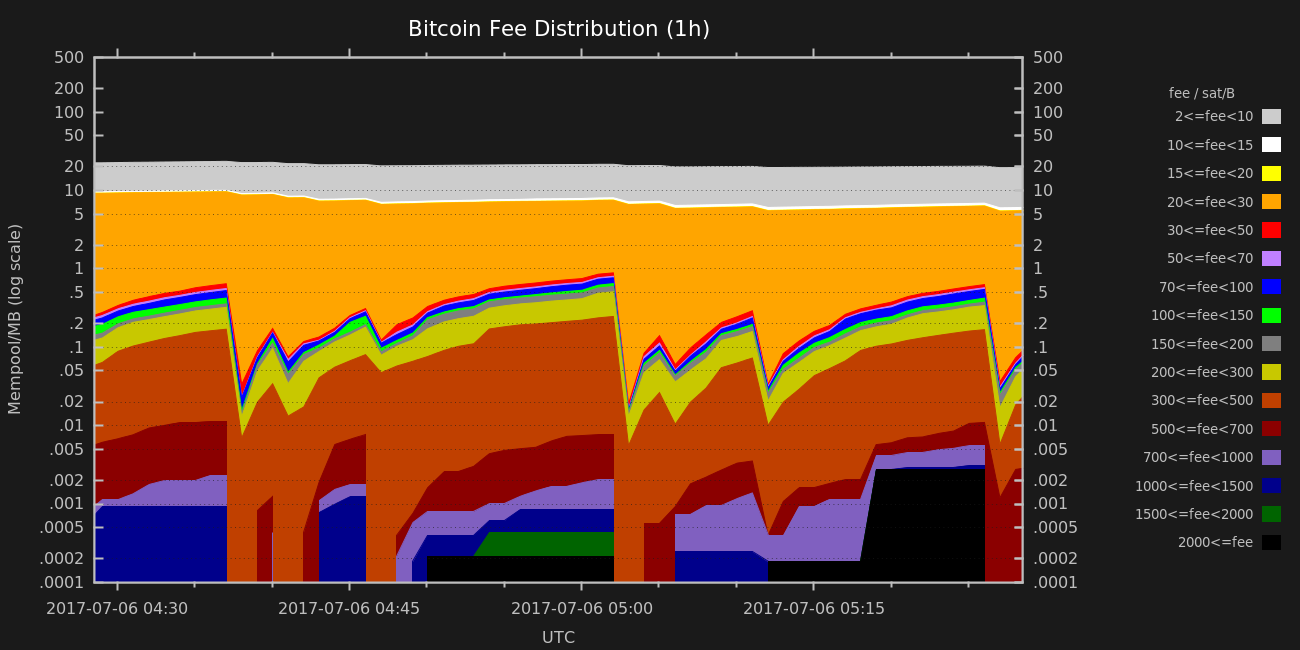 Bitcoin Fee Distribution (1h)
500
200
100
50
20
10
5
2
1
.5
.2
.1
.05
.02
.01
.005
.002
.001
.0005
.0002
.0001
Mempool/MB (log scale)
500
200
100
50
20
10
5
2
1
.5
.2
.1
.05
.02
.01
.005
.002
.001
.0005
.0002
.0001
2017-07-06 04:30
2017-07-06 04:45
2017-07-06 05:00
2017-07-06 05:15
UTC
fee / sat/B
2<=fee<10
10<=fee<15
15<=fee<20
20<=fee<30
30<=fee<50
50<=fee<70
70<=fee<100
100<=fee<150
150<=fee<200
200<=fee<300
300<=fee<500
500<=fee<700
700<=fee<1000
1000<=fee<1500
1500<=fee<2000
2000<=fee